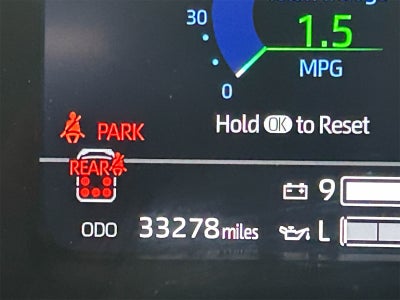 30
1.5
MPG
0
Hold OK to Reset
PARK
REAR
9
ODO 33278 miles
L